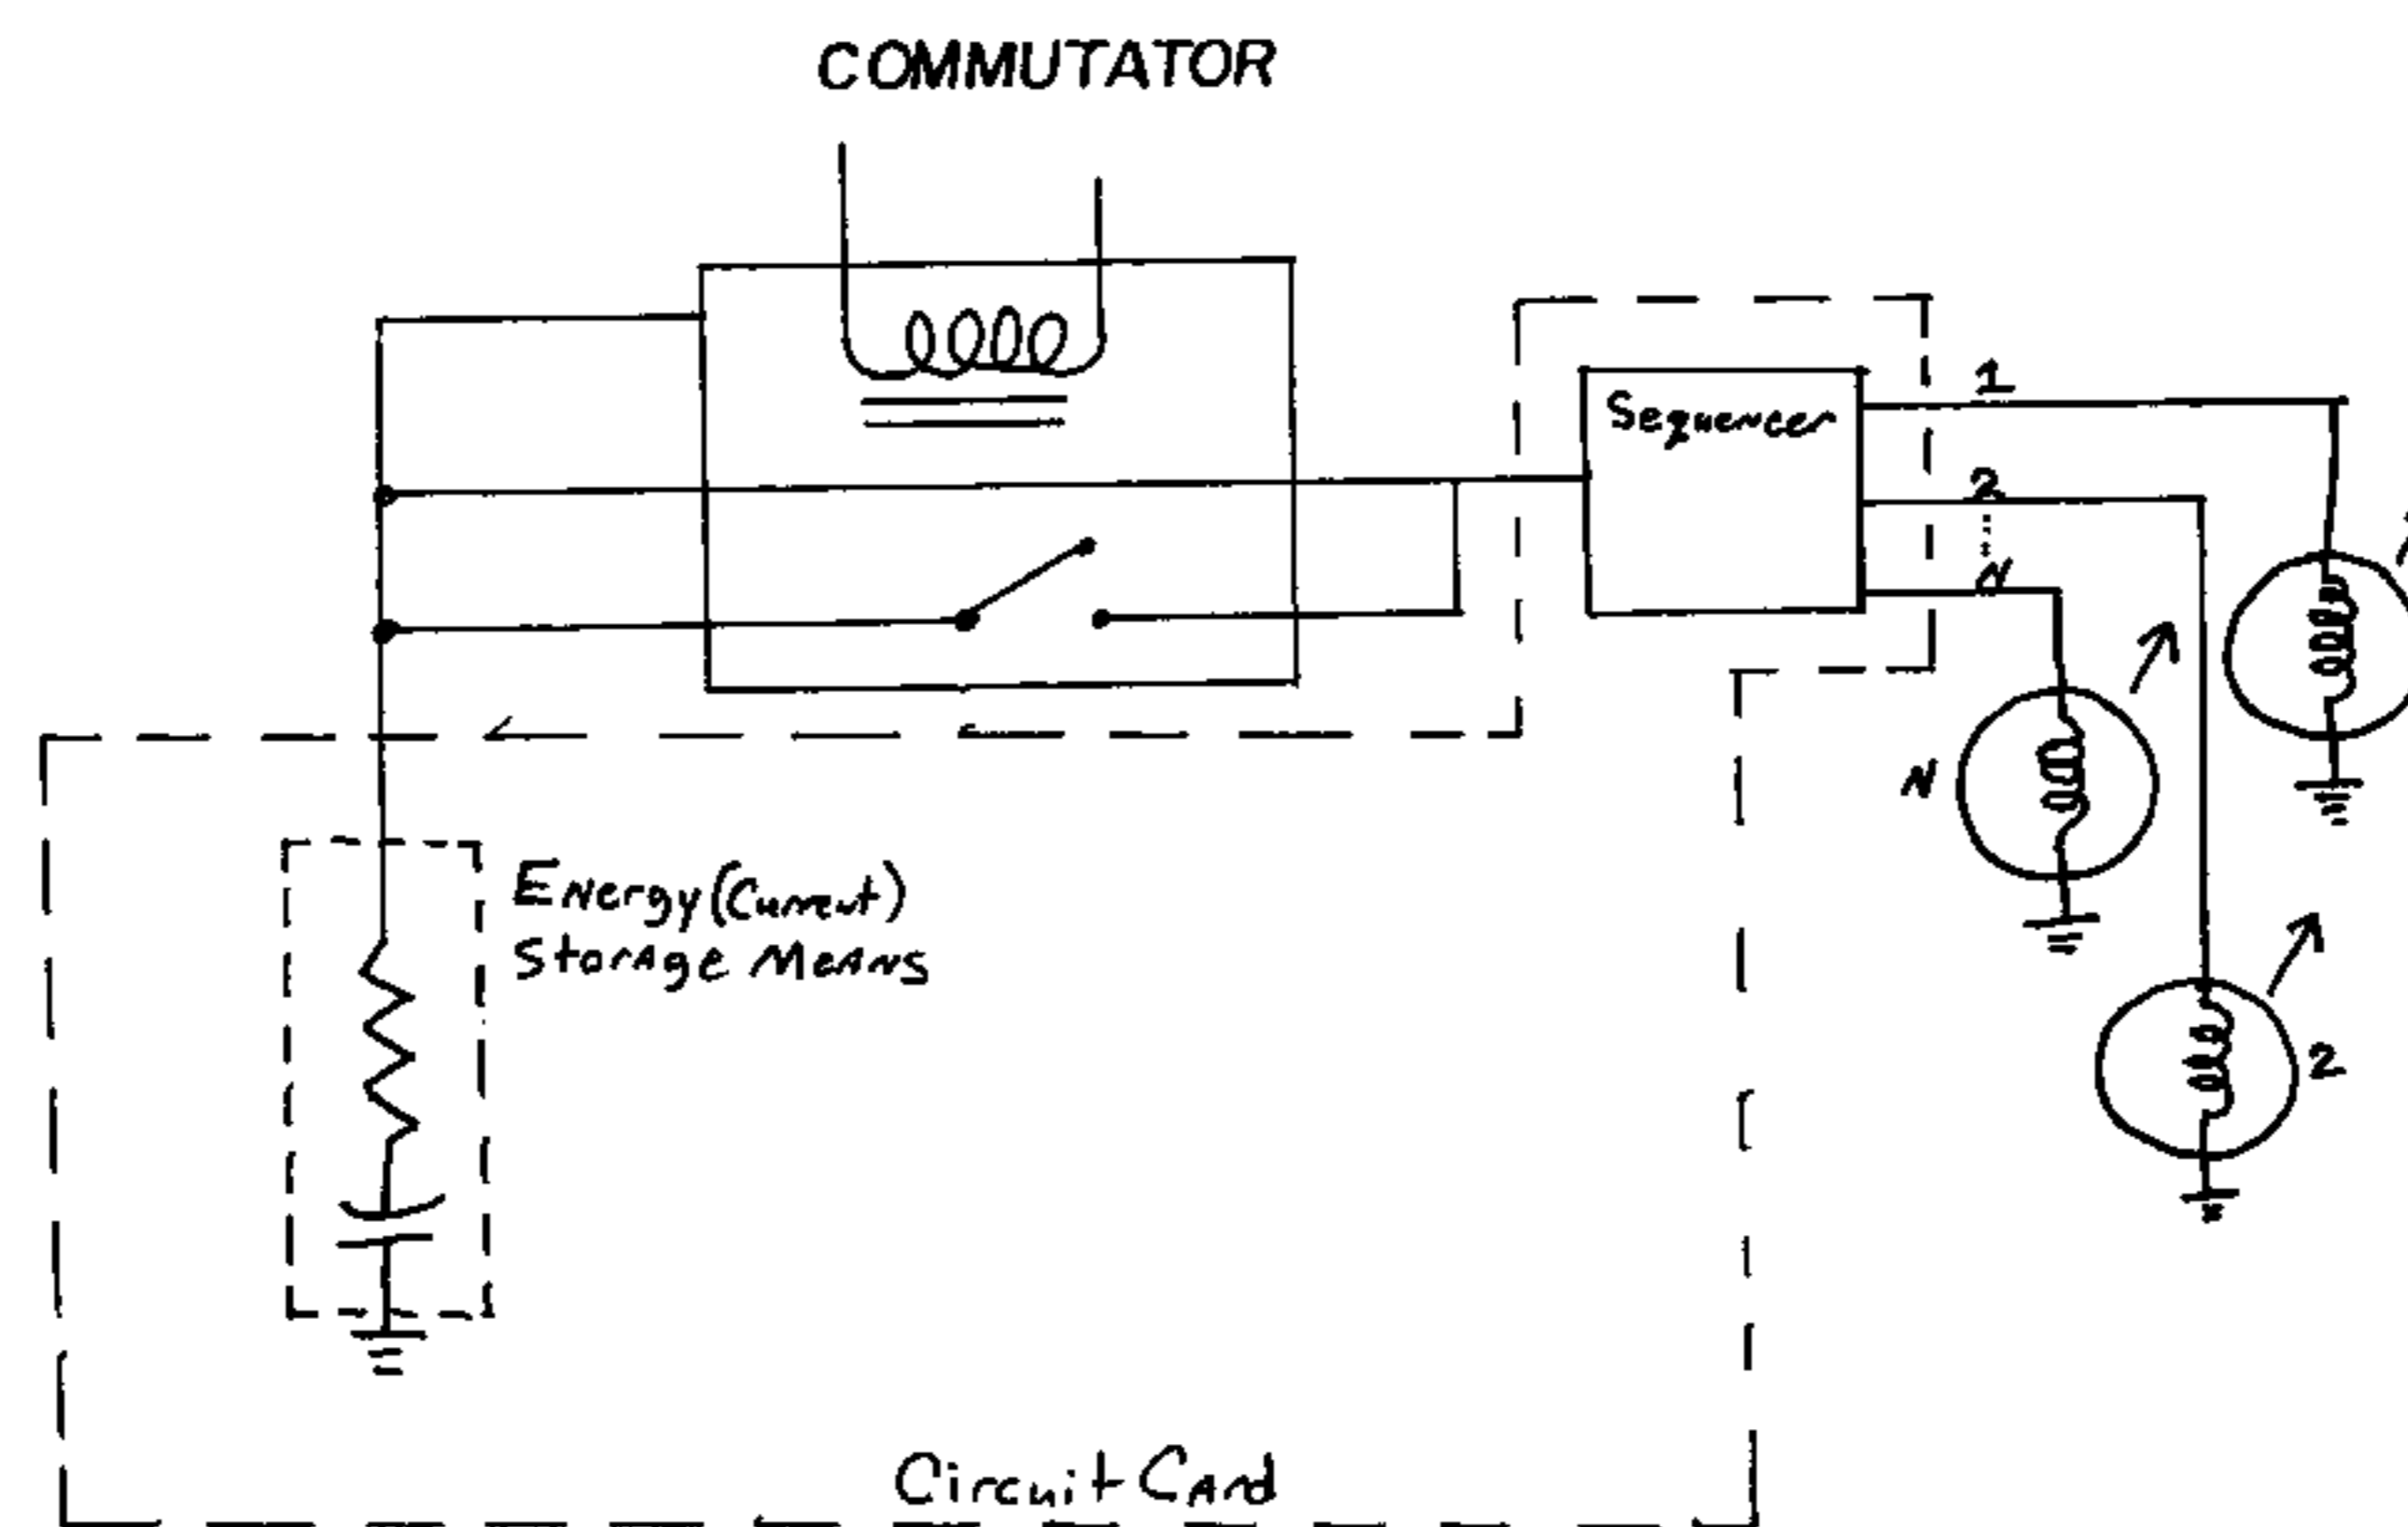 COMMUTATOR
Sequencer
1
2
N
N
2
Energy (Current)
Storage Means
Circuit Card